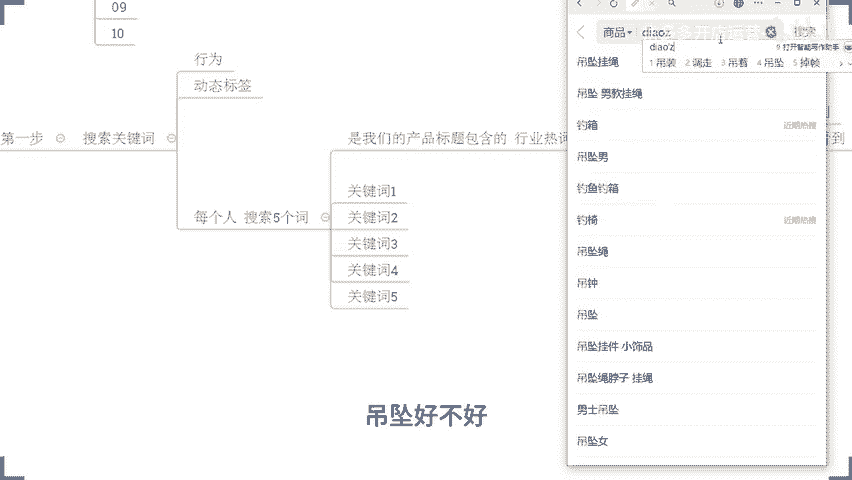 09
10
行为
动态标签
第一步
搜索关键词
是我们的产品标题包含的 行业热词
每个人 搜索5个词
关键词1
关键词2
关键词3
关键词4
关键词5
商品
diaoz
搜索
diao'z
打开智能写作助手
1 吊装 2 调走 3 吊着 4 吊坠 5 掉帧
吊坠挂绳
吊坠 男款挂绳
钓箱
近期热搜
吊坠男
钓鱼钓箱
钓椅
近期热搜
吊坠绳
吊钟
吊坠
吊坠挂件 小饰品
吊坠绳脖子 挂绳
男士吊坠
吊坠女
吊坠好不好